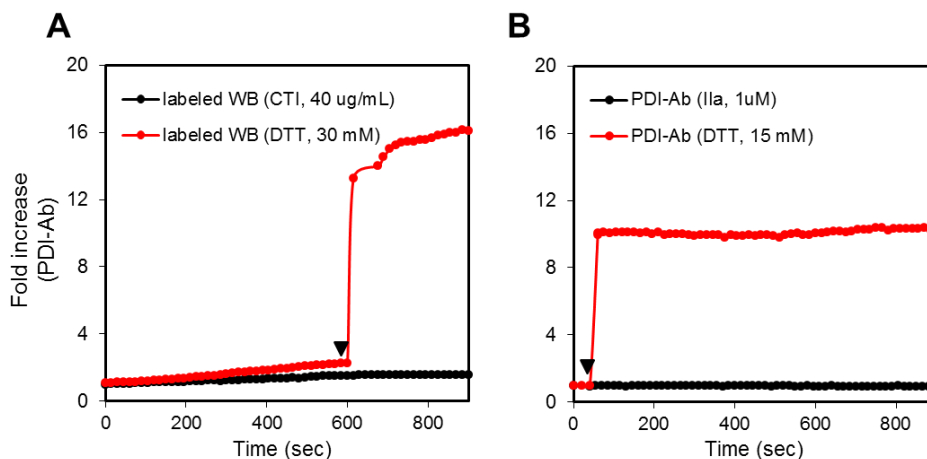 A
B
Fold increase
(PDI-Ab)
20
16
12
8
4
0
labeled WB (CTI, 40 ug/mL)
labeled WB (DTT, 30 mM)
0 200 400 600 800
Time (sec)
20
16
12
8
4
0
PDI-Ab (IIa, 1uM)
PDI-Ab (DTT, 15 mM)
0 200 400 600 800
Time (sec)